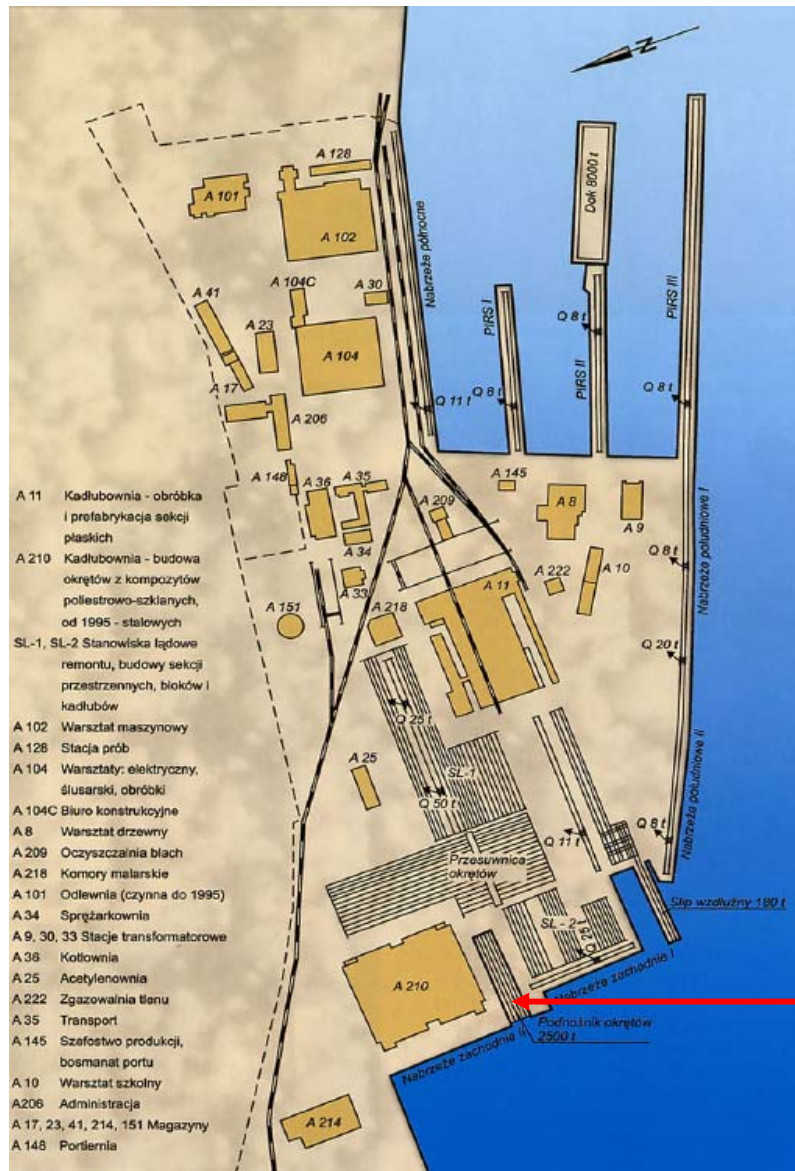 N
A 128
A 101
A 102
Nabrzeże północne
Dok 8000 t
PIRS III
A 104C
A 30
A 41
A 23
PIRS I
Q 8 t
PIRS II
A 104
A 17
Q 11 t
Q 8 t
Q 8 t
A 206
A 148
A 36
A 35
A 145
A 209
A 8
A 9
Nabrzeże południowe I
A 34
A 33
A 11
A 222
A 10
Q 8 t
A 151
A 218
Q 20 t
Q 25 t
A 25
SL-1
Q 50 t
Nabrzeże południowe II
Q 11 t
Q 8 t
Przesuwnica
okrętów
Slip wzdłużny 180 t
SL - 2
Q 25 t
A 210
Nabrzeże zachodnie I
Podnośnik okrętów
2500 t
Nabrzeże zachodnie II
A 214
A 11 Kadłubownia - obróbka
i prefabrykacja sekcji
płaskich
A 210 Kadłubownia - budowa
okrętów z kompozytów
poliestrowo-szklanych,
od 1995 - stalowych
SL-1, SL-2 Stanowiska lądowe
remontu, budowy sekcji
przestrzennych, bloków i
kadłubów
A 102 Warsztat maszynowy
A 128 Stacja prób
A 104 Warsztaty: elektryczny,
ślusarski, obróbki
A 104C Biuro konstrukcyjne
A 8 Warsztat drzewny
A 209 Oczyszczalnia blach
A 218 Komory malarskie
A 101 Odlewnia (czynna do 1995)
A 34 Sprężarkownia
A 9, 30, 33 Stacje transformatorowe
A 36 Kotłownia
A 25 Acetylenownia
A 222 Zgazowalnia tlenu
A 35 Transport
A 145 Szefostwo produkcji,
bosmanat portu
A 10 Warsztat szkolny
A206 Administracja
A 17, 23, 41, 214, 151 Magazyny
A 148 Portiernia